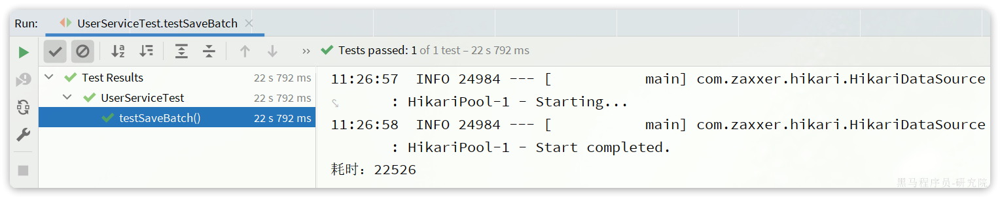 Run: UserServiceTest.testSaveBatch
Tests passed: 1 of 1 test – 22 s 792 ms
Test Results 22 s 792 ms
UserServiceTest 22 s 792 ms
testSaveBatch() 22 s 792 ms
11:26:57  INFO 24984 --- [           main] com.zaxxer.hikari.HikariDataSource
: HikariPool-1 - Starting...
11:26:58  INFO 24984 --- [           main] com.zaxxer.hikari.HikariDataSource
: HikariPool-1 - Start completed.
耗时：22526
黑马程序员-研究院